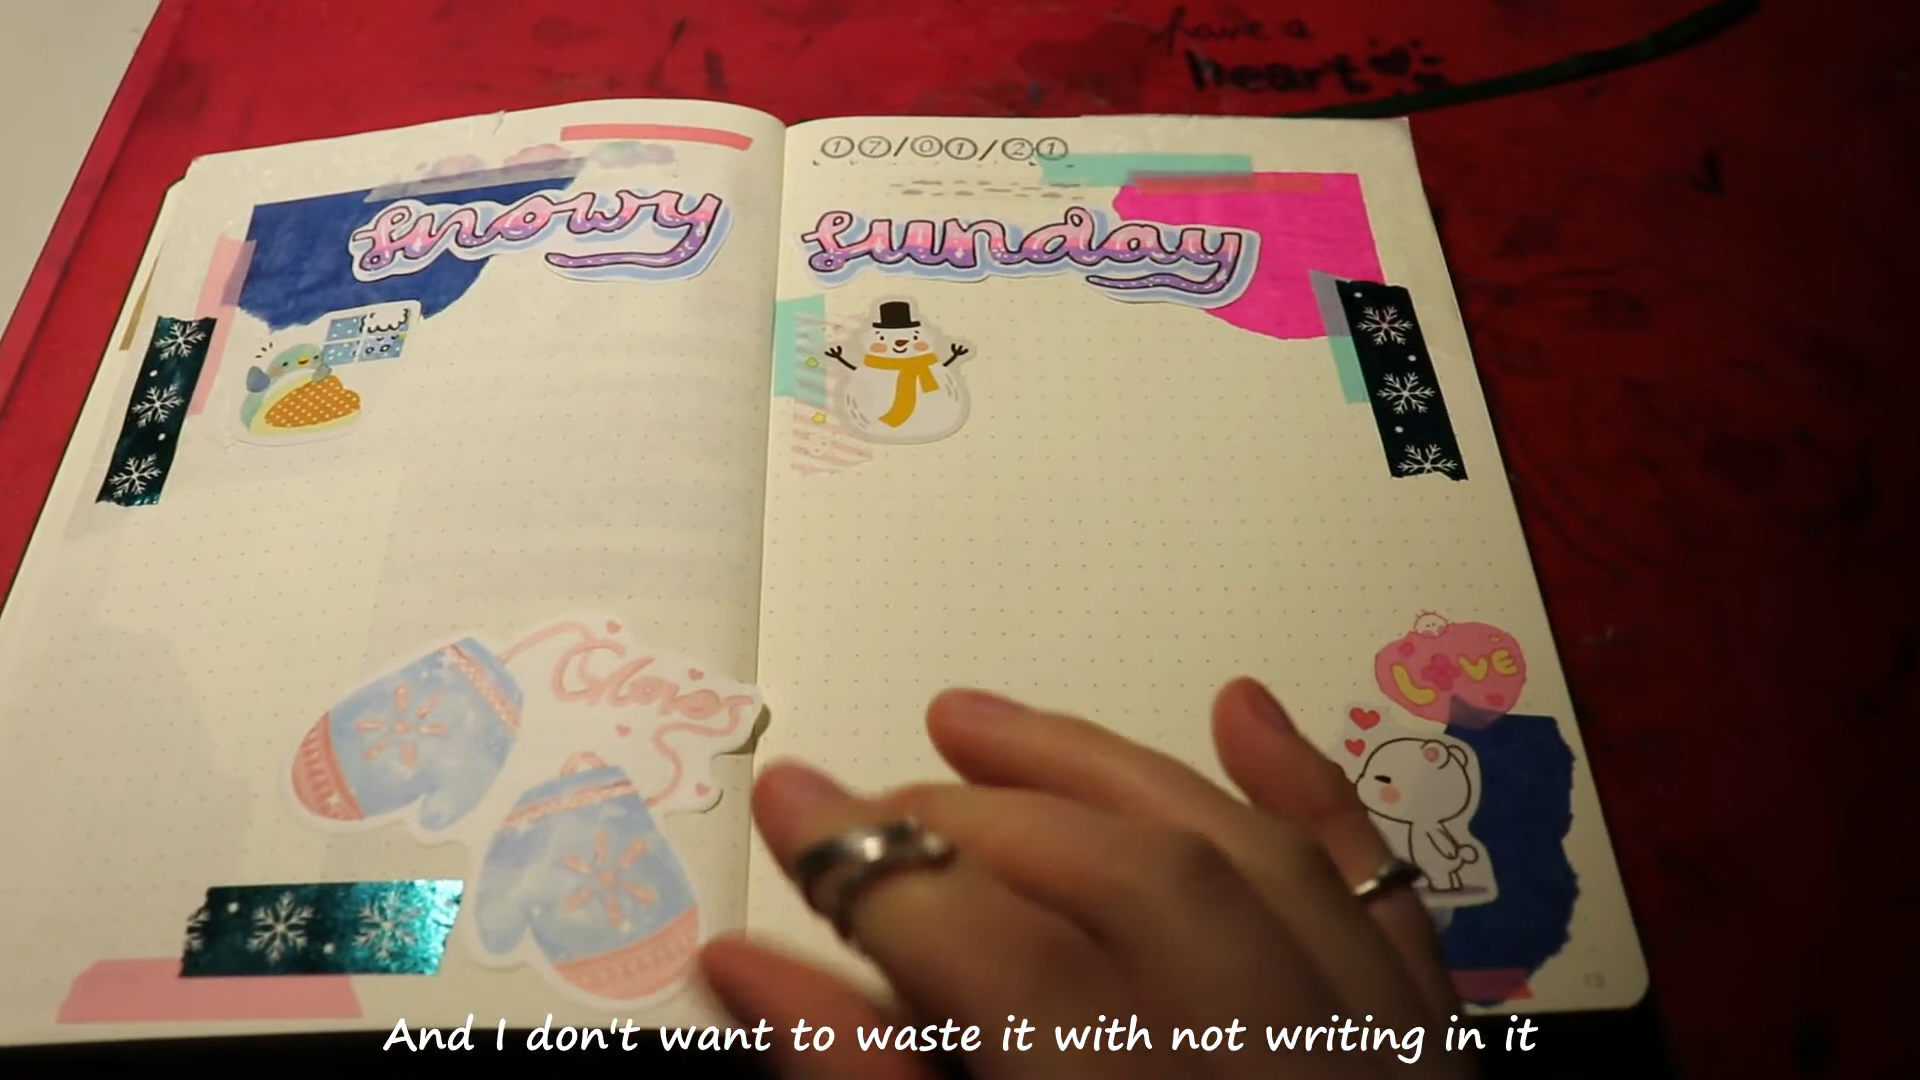 have a
heart
17/01/21
Snowy Sunday
LOVE
Gloves
13
And I don't want to waste it with not writing in it